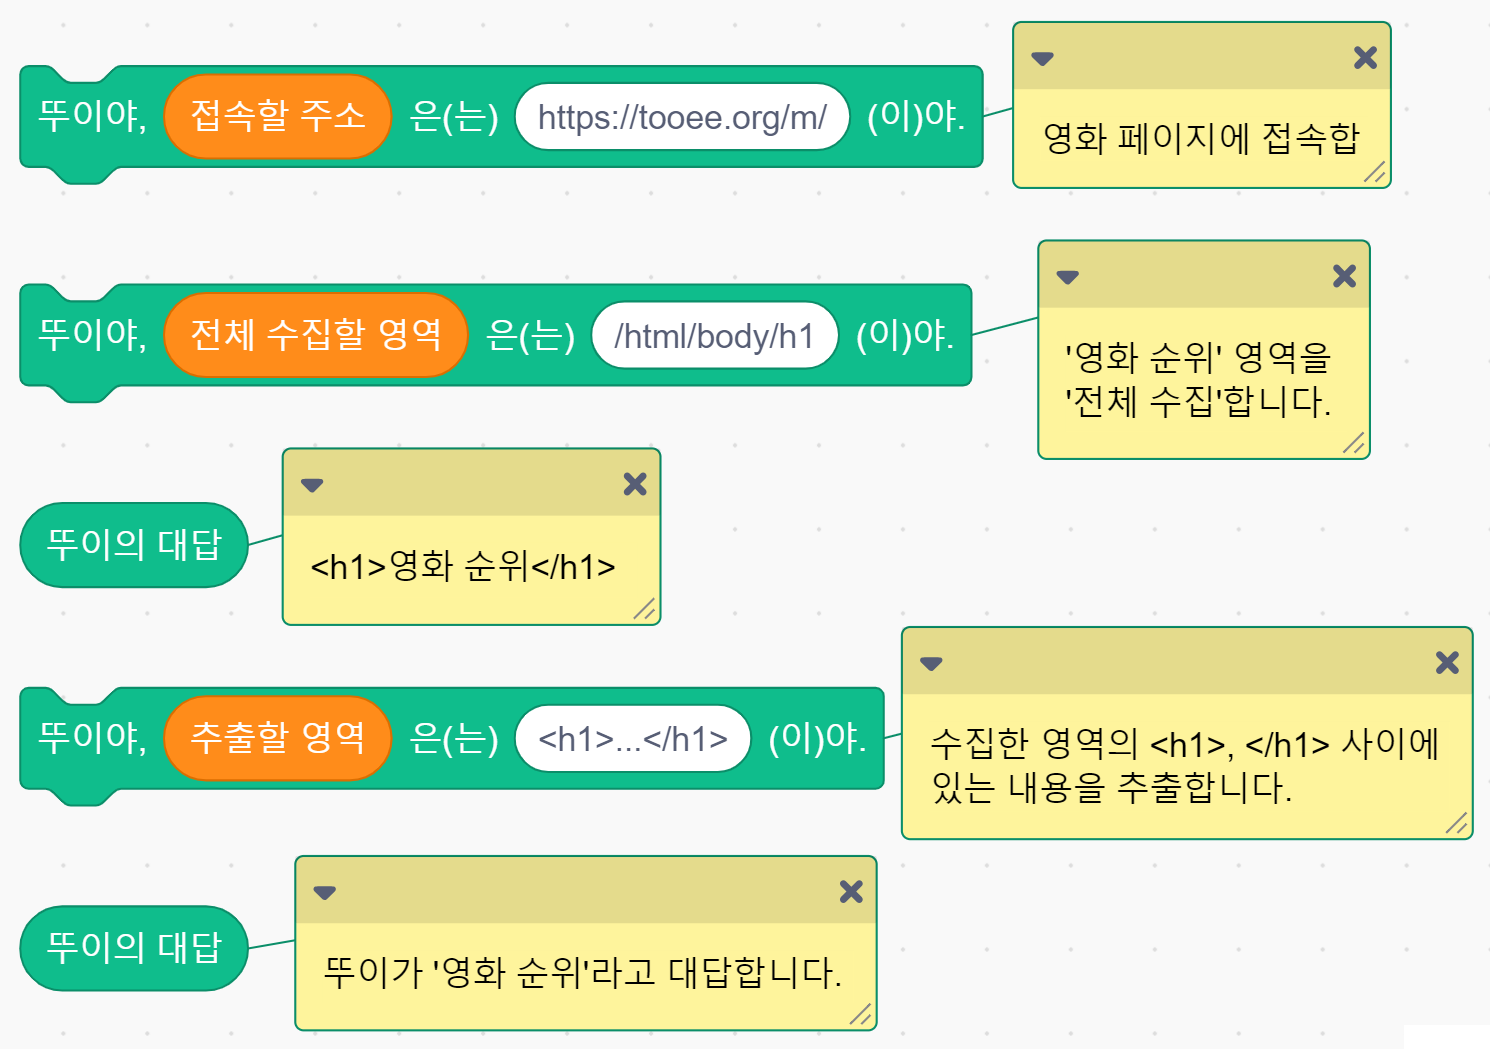 뚜이야, 접속할 주소 은(는) https://tooee.org/m/ (이)야.
영화 페이지에 접속합
뚜이야, 전체 수집할 영역 은(는) /html/body/h1 (이)야.
'영화 순위' 영역을
'전체 수집'합니다.
뚜이의 대답
<h1>영화 순위</h1>
뚜이야, 추출할 영역 은(는) <h1>...</h1> (이)야.
수집한 영역의 <h1>, </h1> 사이에
있는 내용을 추출합니다.
뚜이의 대답
뚜이가 '영화 순위'라고 대답합니다.